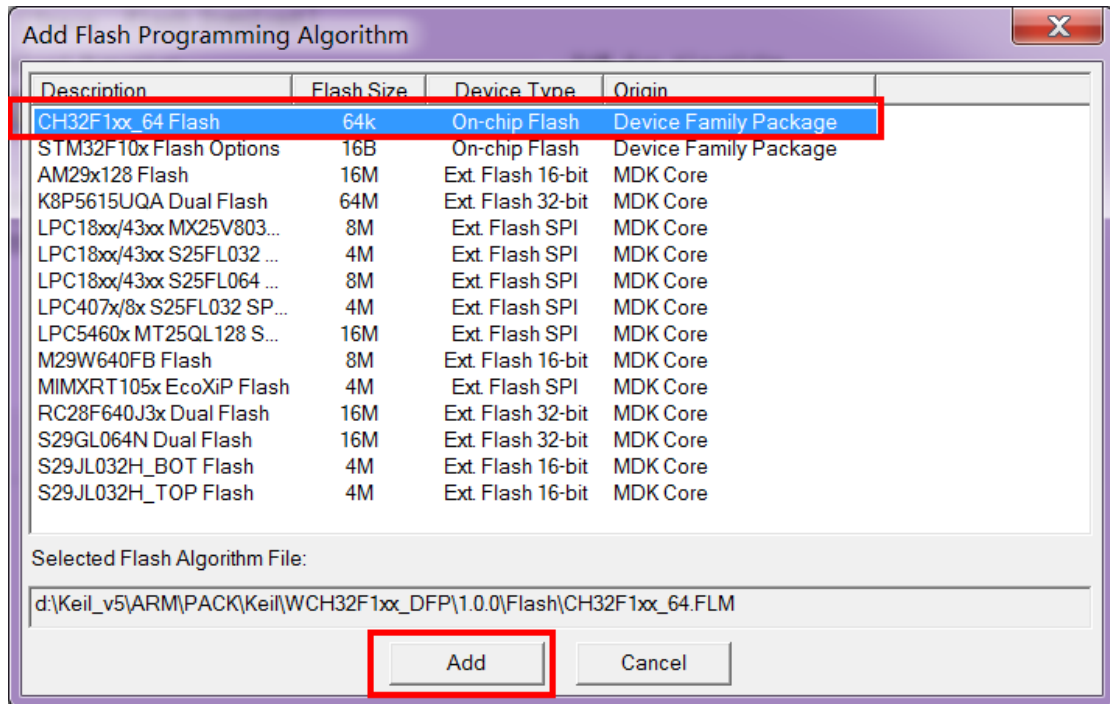 Add Flash Programming Algorithm
Description Flash Size Device Type Origin
CH32F1xx_64 Flash 64k On-chip Flash Device Family Package
STM32F10x Flash Options 16B On-chip Flash Device Family Package
AM29x128 Flash 16M Ext. Flash 16-bit MDK Core
K8P5615UQA Dual Flash 64M Ext. Flash 32-bit MDK Core
LPC18xx/43xx MX25V803... 8M Ext. Flash SPI MDK Core
LPC18xx/43xx S25FL032 ... 4M Ext. Flash SPI MDK Core
LPC18xx/43xx S25FL064 ... 8M Ext. Flash SPI MDK Core
LPC407x/8x S25FL032 SP... 4M Ext. Flash SPI MDK Core
LPC5460x MT25QL128 S... 16M Ext. Flash SPI MDK Core
M29W640FB Flash 8M Ext. Flash 16-bit MDK Core
MIMXRT105x EcoXiP Flash 4M Ext. Flash SPI MDK Core
RC28F640J3x Dual Flash 16M Ext. Flash 32-bit MDK Core
S29GL064N Dual Flash 16M Ext. Flash 32-bit MDK Core
S29JL032H_BOT Flash 4M Ext. Flash 16-bit MDK Core
S29JL032H_TOP Flash 4M Ext. Flash 16-bit MDK Core
Selected Flash Algorithm File:
d:\Keil_v5\ARM\PACK\Keil\WCH32F1xx_DFP\1.0.0\Flash\CH32F1xx_64.FLM
Add Cancel